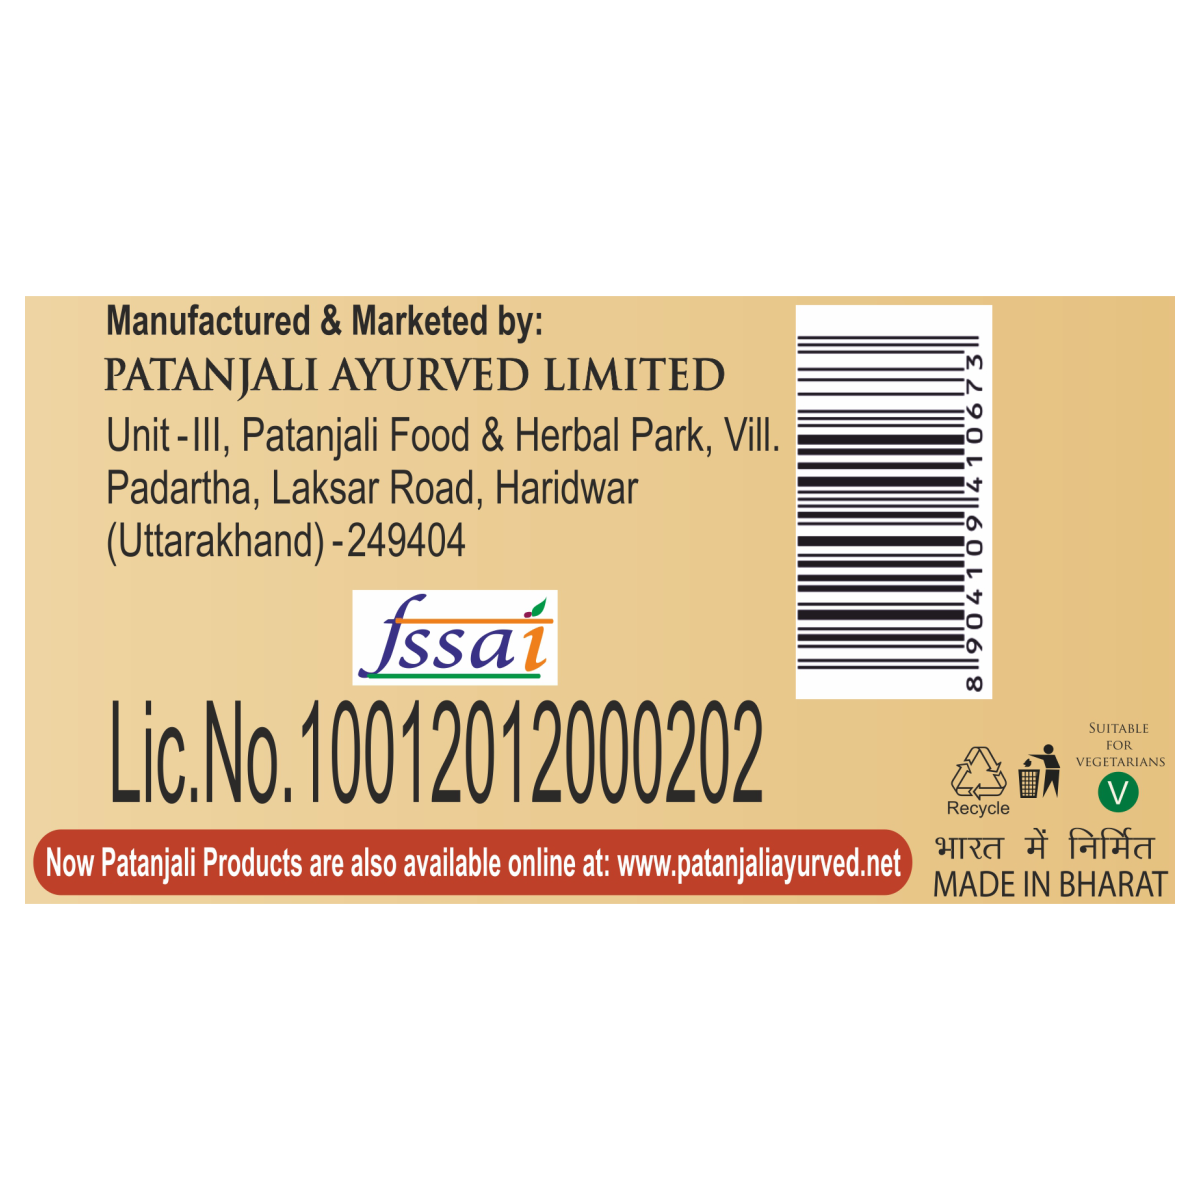 Manufactured & Marketed by:
PATANJALI AYURVED LIMITED
Unit -III, Patanjali Food & Herbal Park, Vill.
Padartha, Laksar Road, Haridwar
(Uttarakhand) - 249404
fssai
Lic.No.10012012000202
Now Patanjali Products are also available online at: www.patanjaliayurved.net
8904109410673
SUITABLE
FOR
VEGETARIANS
V
Recycle
भारत में निर्मित
MADE IN BHARAT